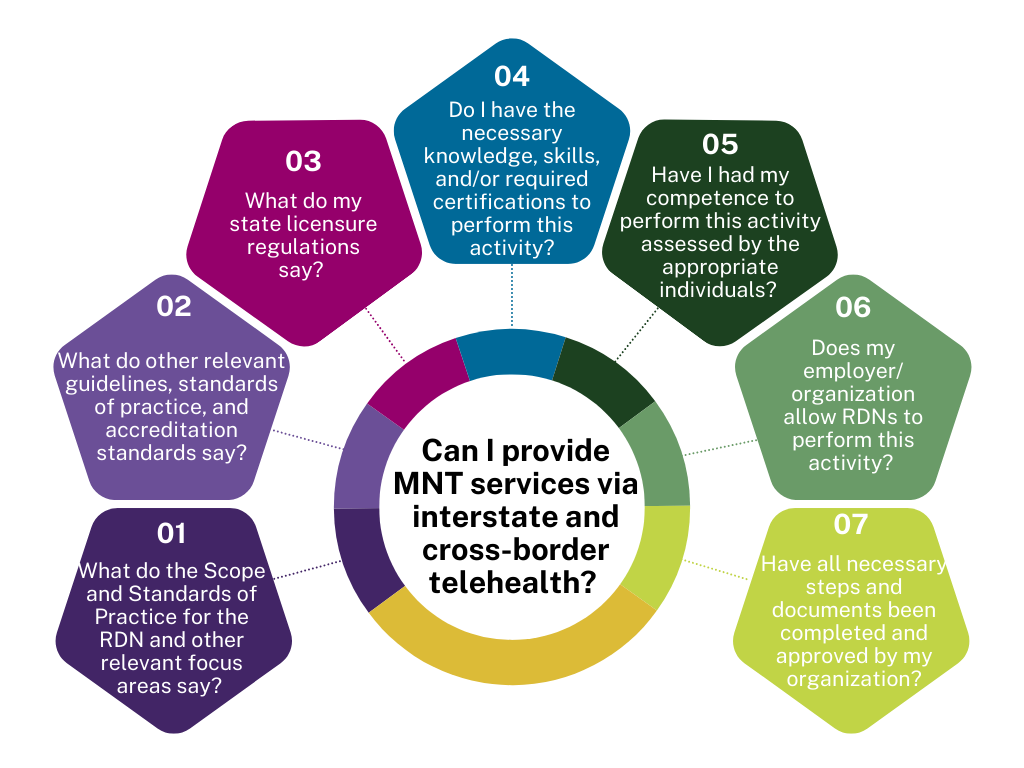 01
What do the Scope
and Standards of
Practice for the
RDN and other
relevant focus
areas say?
02
What do other relevant
guidelines, standards
of practice, and
accreditation
standards say?
03
What do my
state licensure
regulations
say?
04
Do I have the
necessary
knowledge, skills,
and/or required
certifications to
perform this
activity?
05
Have I had my
competence to
perform this activity
assessed by the
appropriate
individuals?
06
Does my
employer/
organization
allow RDNs to
perform this
activity?
07
Have all necessary
steps and
documents been
completed and
approved by my
organization?
Can I provide
MNT services via
interstate and
cross-border
telehealth?